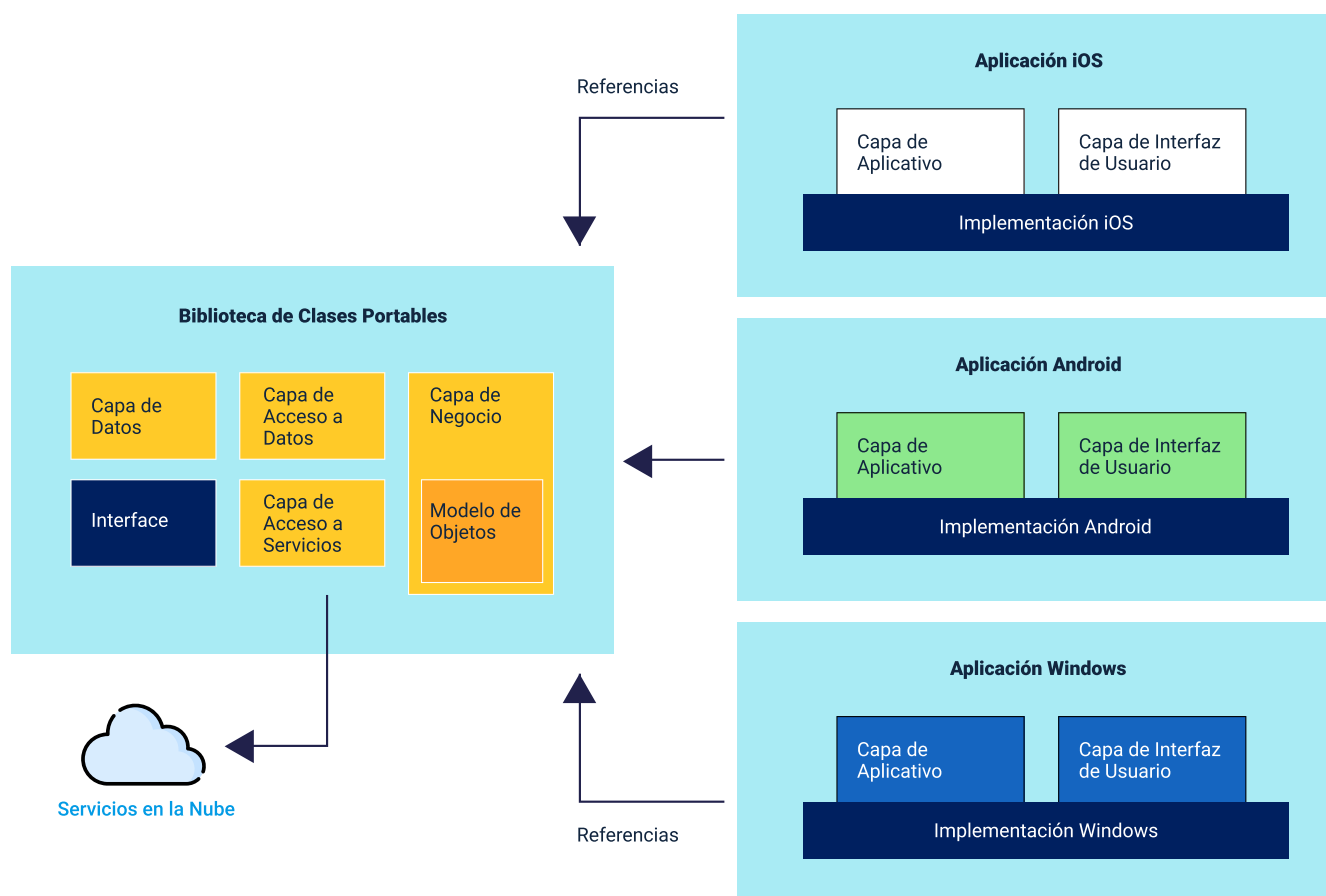 Aplicación iOS
Referencias
Capa de
Aplicativo
Capa de Interfaz
de Usuario
Implementación iOS
Biblioteca de Clases Portables
Capa de
Datos
Capa de
Acceso a
Datos
Capa de
Negocio
Interface
Capa de
Acceso a
Servicios
Modelo de
Objetos
Aplicación Android
Capa de
Aplicativo
Capa de Interfaz
de Usuario
Implementación Android
Aplicación Windows
Capa de
Aplicativo
Capa de Interfaz
de Usuario
Implementación Windows
Referencias
Servicios en la Nube